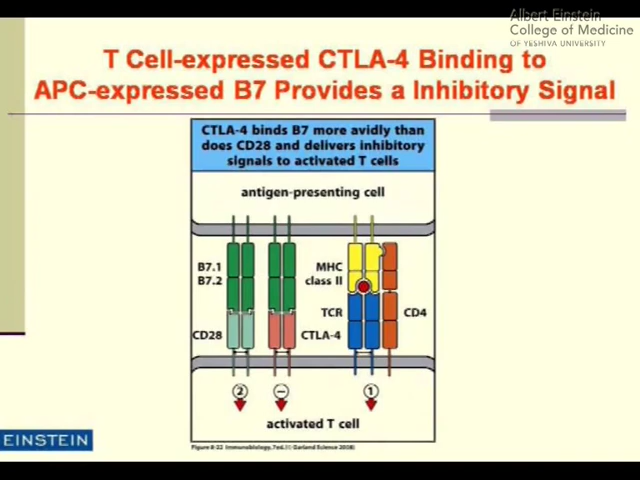 Albert Einstein
College of Medicine
OF YESHIVA UNIVERSITY
T Cell-expressed CTLA-4 Binding to
APC-expressed B7 Provides a Inhibitory Signal
CTLA-4 binds B7 more avidly than
does CD28 and delivers inhibitory
signals to activated T cells
antigen-presenting cell
B7.1
B7.2
MHC
class II
TCR
CD4
CD28
CTLA-4
2
–
1
activated T cell
Figure 8-22 Immunobiology, 7ed. (© Garland Science 2008)
EINSTEIN